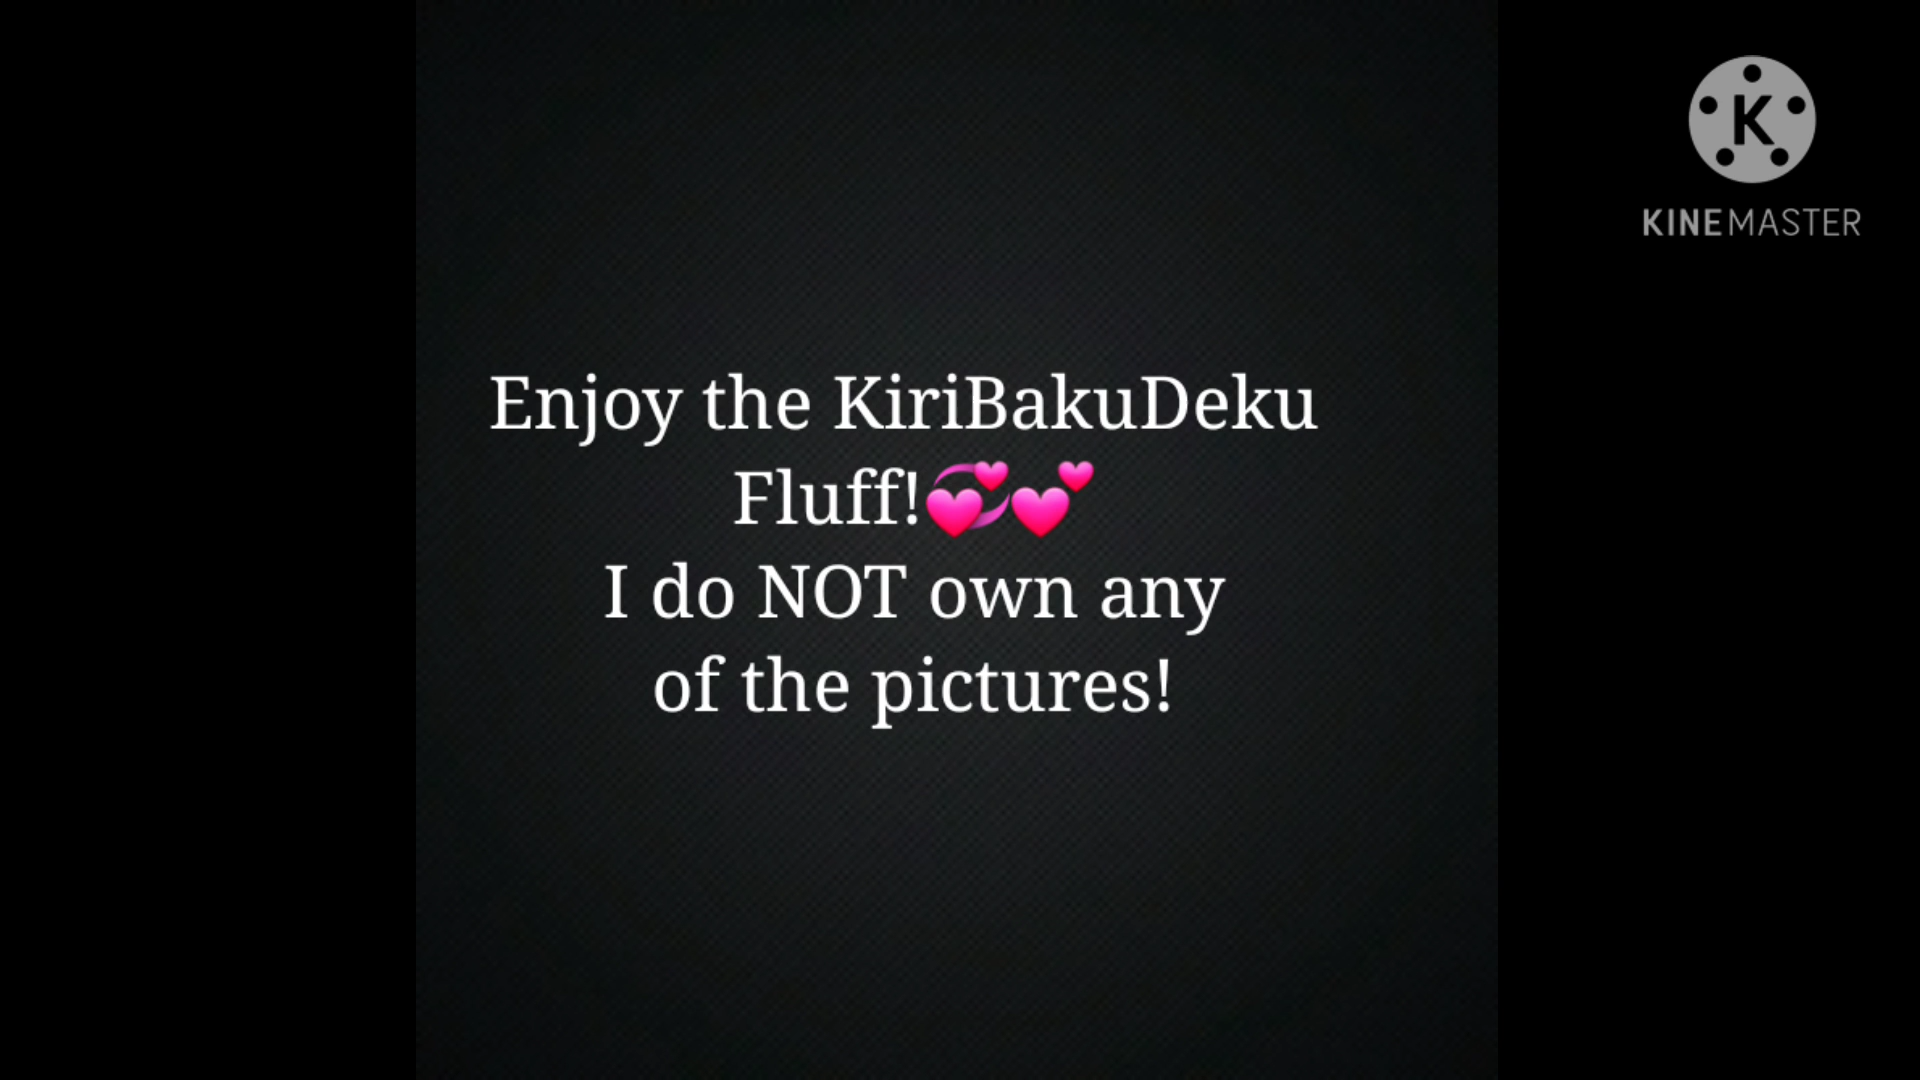 K
KINEMASTER
Enjoy the KiriBakuDeku
Fluff!💞💕
I do NOT own any
of the pictures!